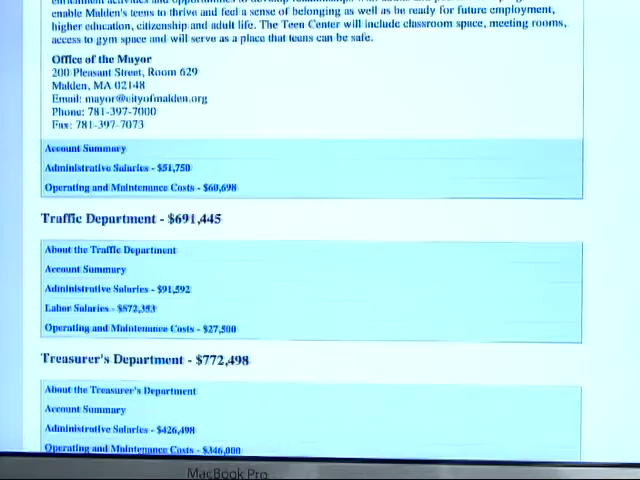 enable Malden's teens to thrive and feel a sense of belonging as well as be ready for future employment,
higher education, citizenship and adult life. The Teen Center will include classroom space, meeting rooms,
access to gym space and will serve as a place that teens can be safe.
Office of the Mayor
200 Pleasant Street, Room 629
Malden, MA 02148
Email: mayor@cityofmalden.org
Phone: 781-397-7000
Fax: 781-397-7073
Account Summary
Administrative Salaries - $51,750
Operating and Maintenance Costs - $60,698
Traffic Department - $691,445
About the Traffic Department
Account Summary
Administrative Salaries - $91,592
Labor Salaries - $572,353
Operating and Maintenance Costs - $27,500
Treasurer's Department - $772,498
About the Treasurer's Department
Account Summary
Administrative Salaries - $426,498
Operating and Maintenance Costs - $346,000
MacBook Pro